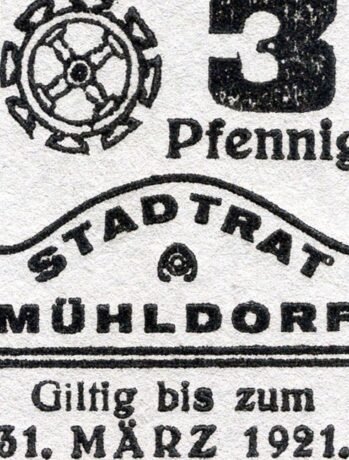 3
Pfennig
STADTRAT
MÜHLDORF
Giltig bis zum
31. MÄRZ 1921.